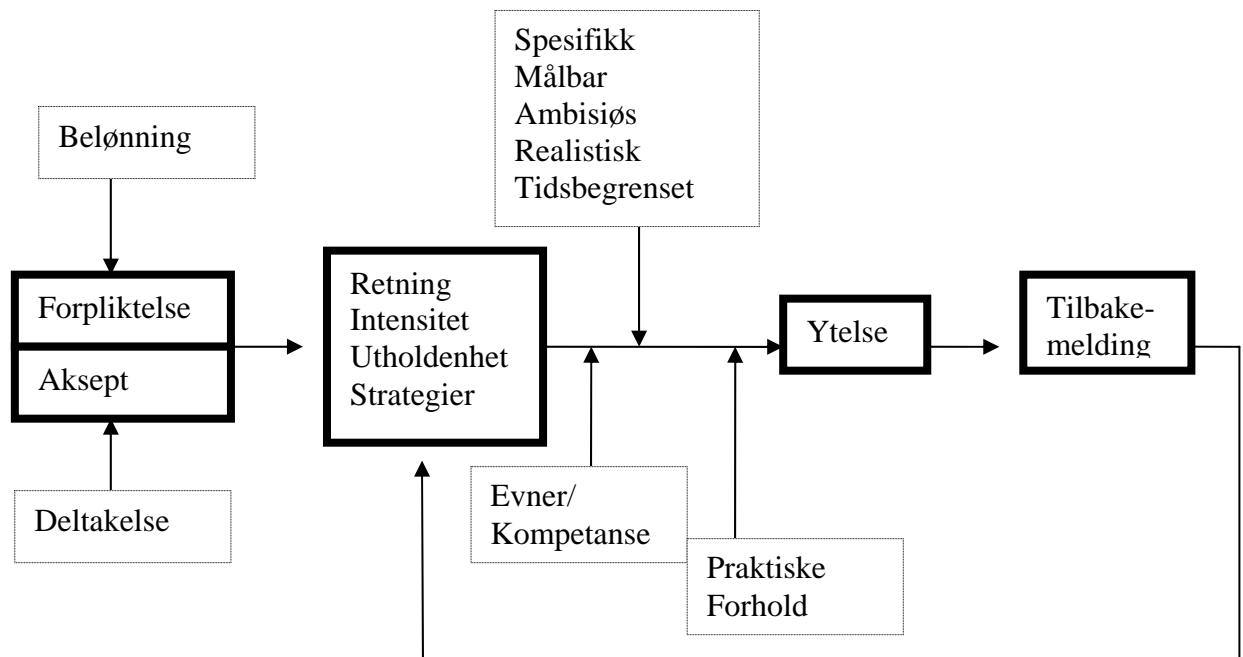 Spesifikk
Målbar
Ambisiøs
Realistisk
Tidsbegrenset
Belønning
Forpliktelse
Aksept
Deltakelse
Retning
Intensitet
Utholdenhet
Strategier
Evner/
Kompetanse
Praktiske
Forhold
Ytelse
Tilbake-
melding